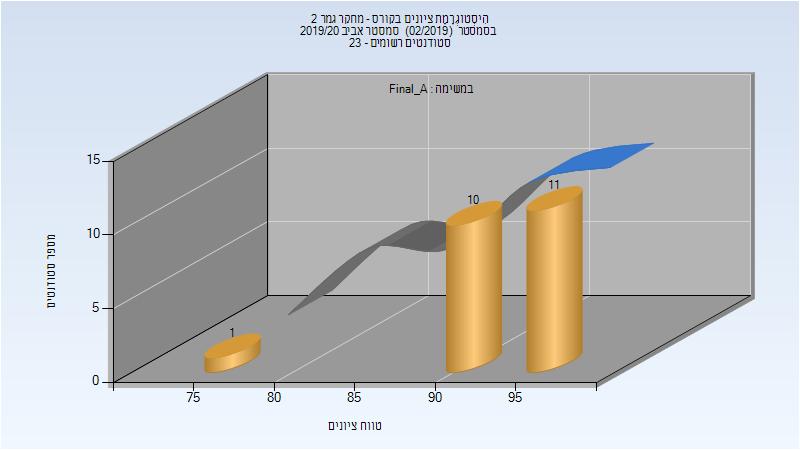 היסטוגרמת ציונים בקורס - מחקר גמר 2
בסמסטר (02/2019) סמסטר אביב 2019/20
סטודנטים רשומים - 23
במשימה : Final_A
מספר סטודנטים
15
10
5
0
1
10
11
75
80
85
90
95
טווח ציונים